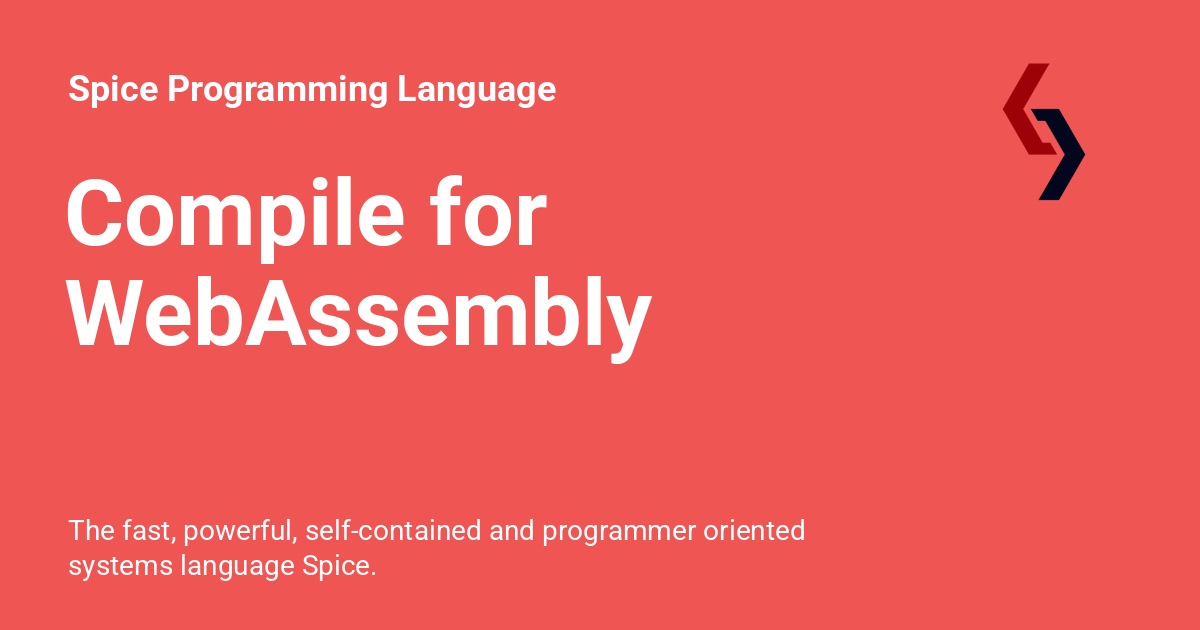 Spice Programming Language
Compile for
WebAssembly
The fast, powerful, self-contained and programmer oriented
systems language Spice.